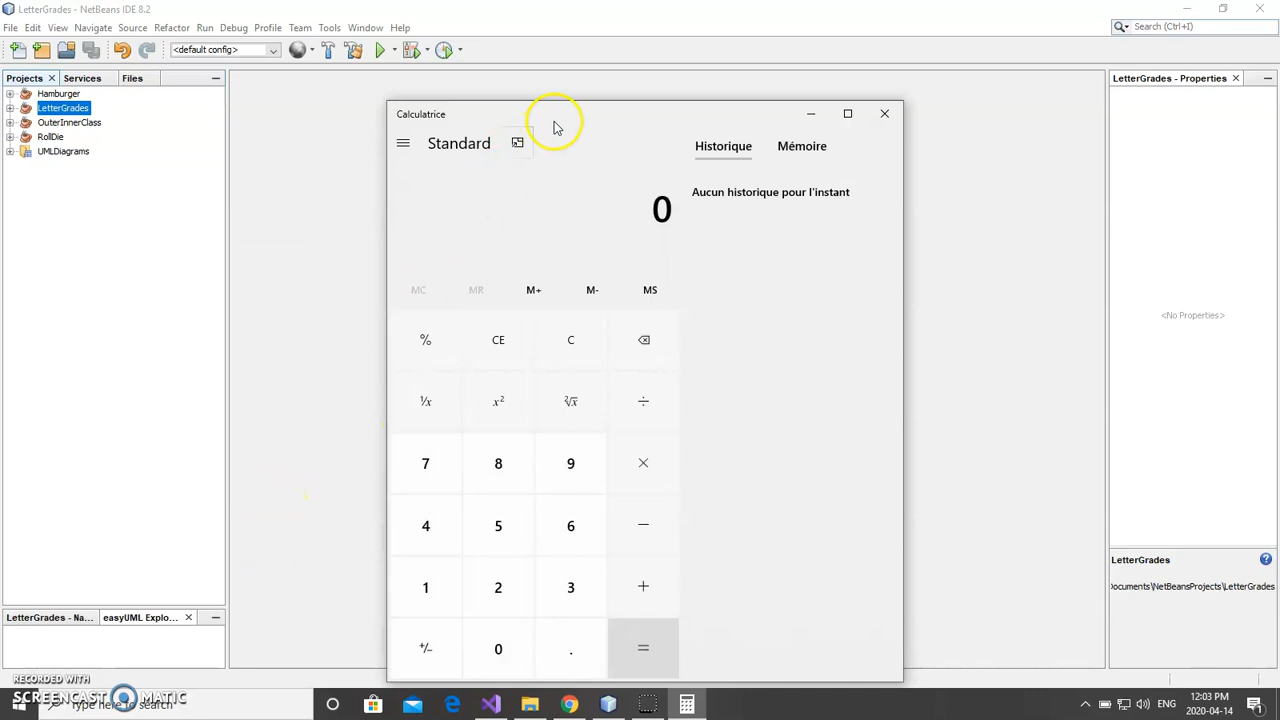 LetterGrades - NetBeans IDE 8.2
File Edit View Navigate Source Refactor Run Debug Profile Team Tools Window Help
Search (Ctrl+I)
<default config>
Projects Services Files
LetterGrades - Properties
Hamburger
LetterGrades
OuterInnerClass
RollDie
UMLDiagrams
Calculatrice
Standard
Historique Mémoire
Aucun historique pour l'instant
0
MC MR M+ M- MS
% CE C
¹/x x² ²√x ÷
7 8 9 ×
4 5 6 −
1 2 3 +
+/− 0 . =
<No Properties>
LetterGrades
Documents\NetBeansProjects\LetterGrades
LetterGrades - Na... easyUML Explo...
RECORDED WITH
SCREENCAST MATIC
Type here to search
ENG
12:03 PM
2020-04-14
1